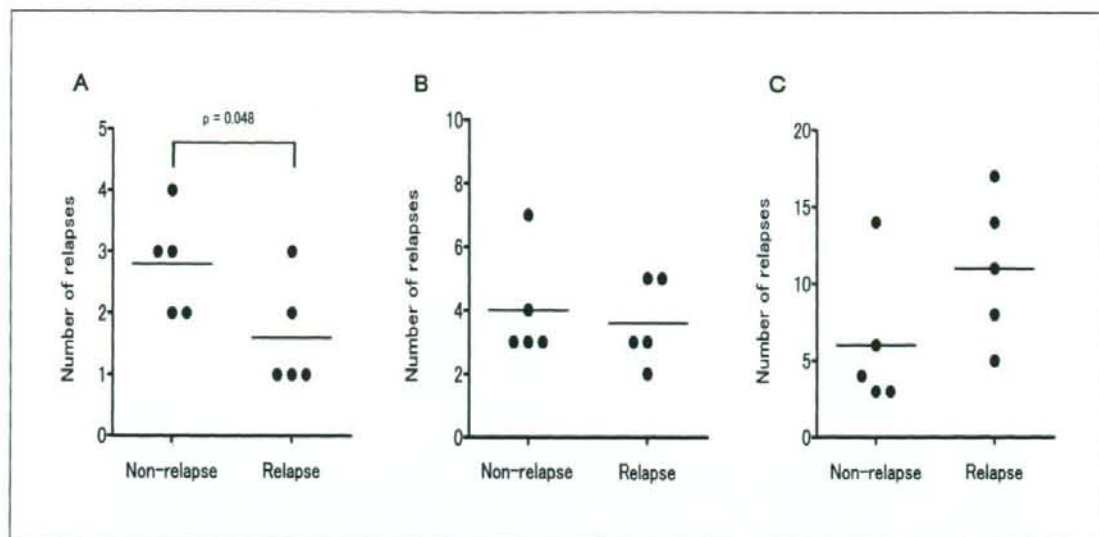 A
B
C
p = 0.048
Number of relapses
5
4
3
2
1
0
Non-relapse
Relapse
Number of relapses
10
8
6
4
2
0
Non-relapse
Relapse
Number of relapses
20
15
10
5
0
Non-relapse
Relapse